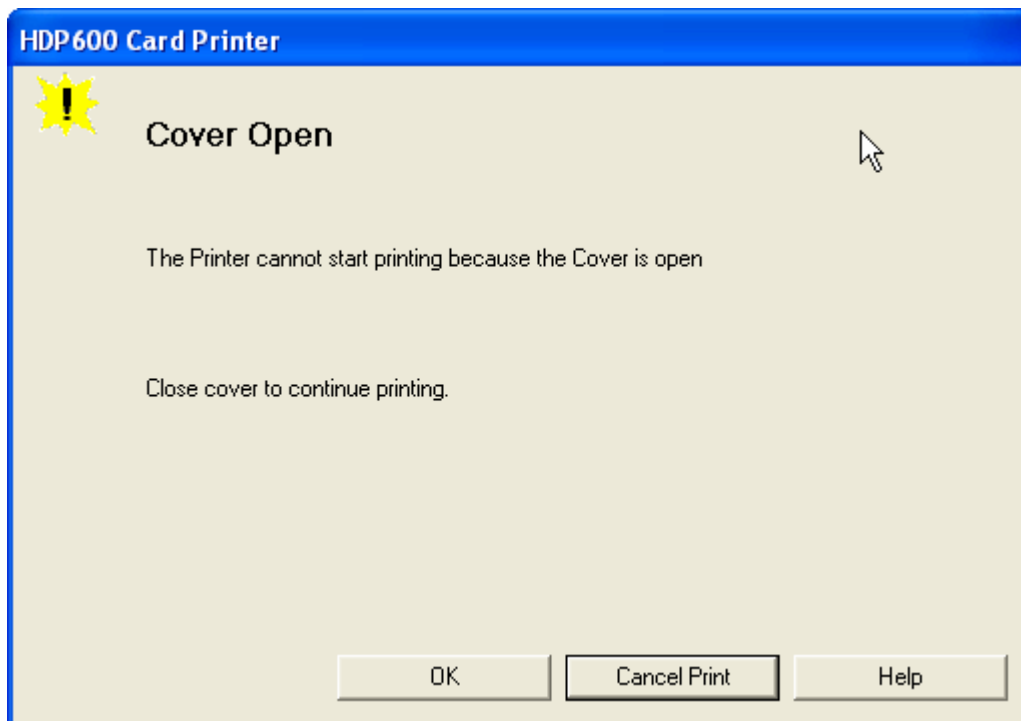 HDP600 Card Printer
Cover Open
The Printer cannot start printing because the Cover is open
Close cover to continue printing.
OK
Cancel Print
Help